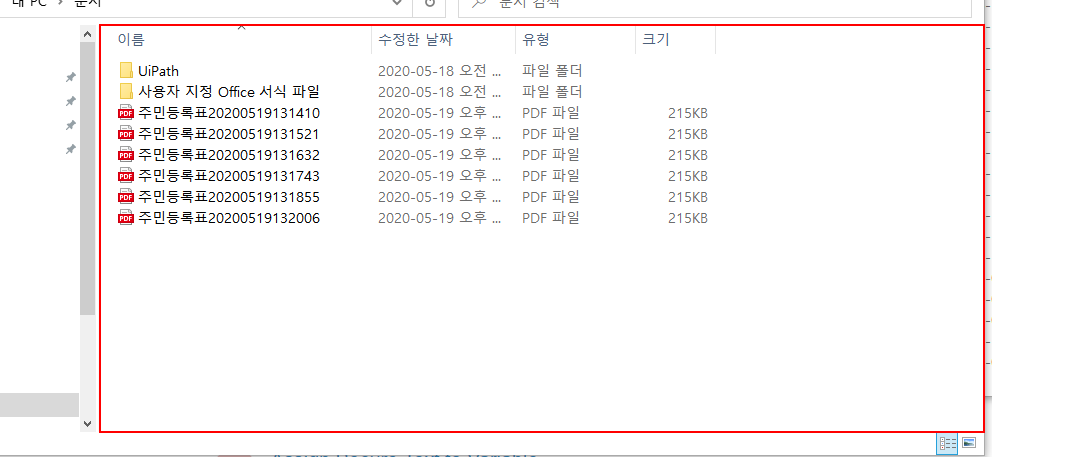 내 PC > 문서
문서 검색
이름 수정한 날짜 유형 크기
UiPath 2020-05-18 오전 ... 파일 폴더
사용자 지정 Office 서식 파일 2020-05-18 오전 ... 파일 폴더
PDF 주민등록표20200519131410 2020-05-19 오후 ... PDF 파일 215KB
PDF 주민등록표20200519131521 2020-05-19 오후 ... PDF 파일 215KB
PDF 주민등록표20200519131632 2020-05-19 오후 ... PDF 파일 215KB
PDF 주민등록표20200519131743 2020-05-19 오후 ... PDF 파일 215KB
PDF 주민등록표20200519131855 2020-05-19 오후 ... PDF 파일 215KB
PDF 주민등록표20200519132006 2020-05-19 오후 ... PDF 파일 215KB